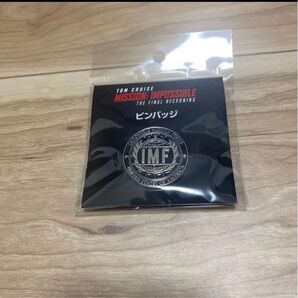 TOM CRUISE
MISSION: IMPOSSIBLE
THE FINAL RECKONING
ピンバッジ
IMF